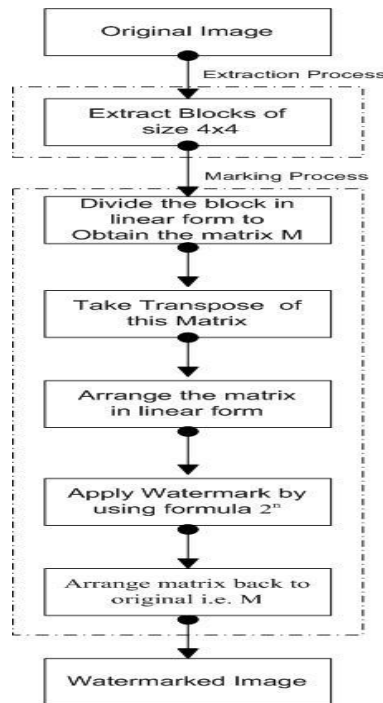 Original Image
Extraction Process
Extract Blocks of
size 4x4
Marking Process
Divide the block in
linear form to
Obtain the matrix M
Take Transpose of
this Matrix
Arrange the matrix
in linear form
Apply Watermark by
using formula 2ⁿ
Arrange matrix back to
original i.e. M
Watermarked Image